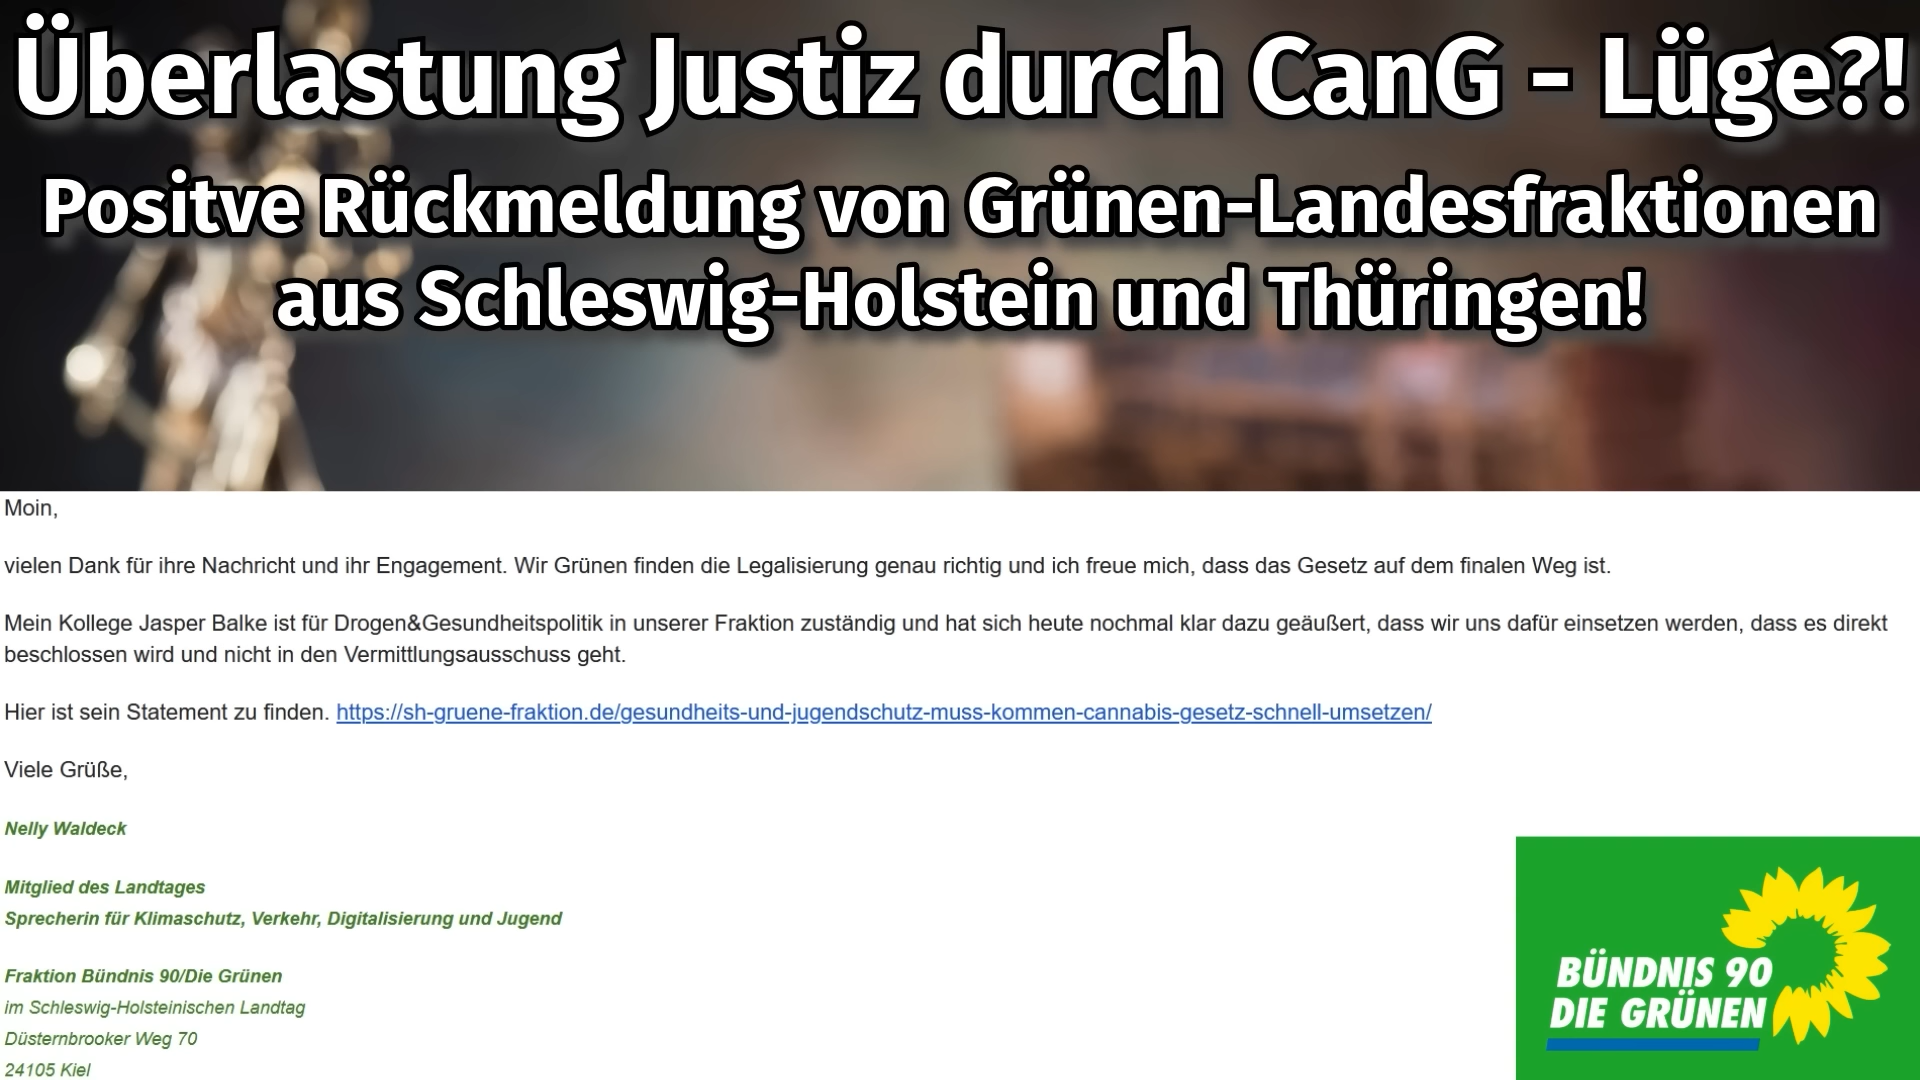 Überlastung Justiz durch CanG - Lüge?!
Positve Rückmeldung von Grünen-Landesfraktionen
aus Schleswig-Holstein und Thüringen!
Moin,
vielen Dank für ihre Nachricht und ihr Engagement. Wir Grünen finden die Legalisierung genau richtig und ich freue mich, dass das Gesetz auf dem finalen Weg ist.
Mein Kollege Jasper Balke ist für Drogen&Gesundheitspolitik in unserer Fraktion zuständig und hat sich heute nochmal klar dazu geäußert, dass wir uns dafür einsetzen werden, dass es direkt
beschlossen wird und nicht in den Vermittlungsausschuss geht.
Hier ist sein Statement zu finden. https://sh-gruene-fraktion.de/gesundheits-und-jugendschutz-muss-kommen-cannabis-gesetz-schnell-umsetzen/
Viele Grüße,
Nelly Waldeck
Mitglied des Landtages
Sprecherin für Klimaschutz, Verkehr, Digitalisierung und Jugend
Fraktion Bündnis 90/Die Grünen
im Schleswig-Holsteinischen Landtag
Düsternbrooker Weg 70
24105 Kiel
BÜNDNIS 90
DIE GRÜNEN